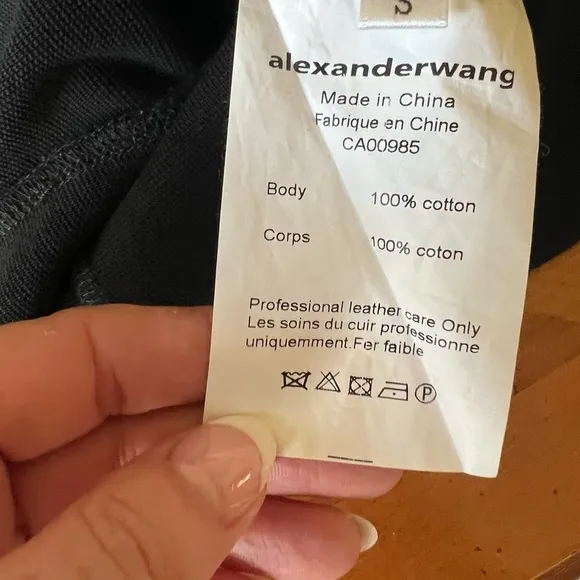 S
alexanderwang
Made in China
Fabrique en Chine
CA00985
Body 100% cotton
Corps 100% coton
Professional leather care Only
Les soins du cuir professionne
uniquement.Fer faible
P